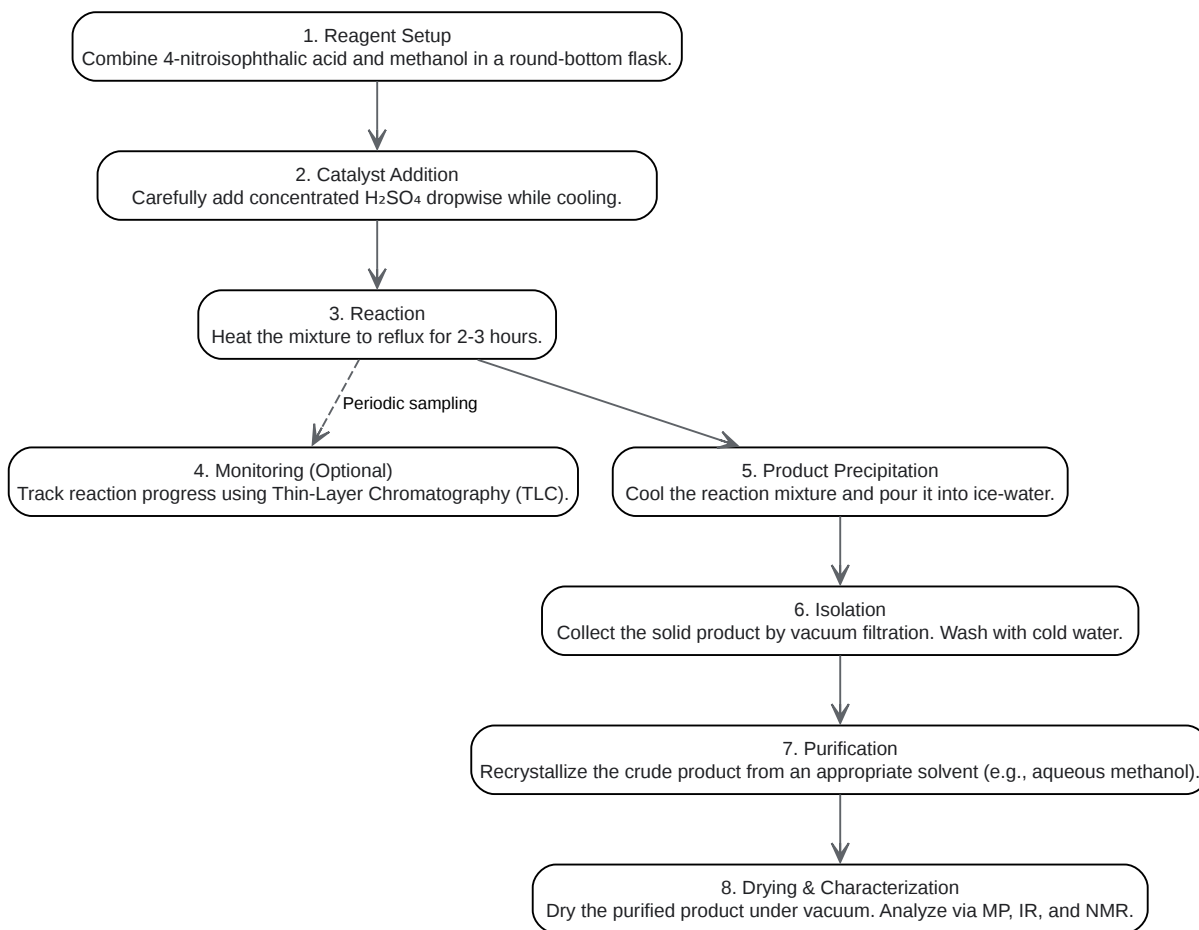 1. Reagent Setup
Combine 4-nitroisophthalic acid and methanol in a round-bottom flask.
2. Catalyst Addition
Carefully add concentrated H₂SO₄ dropwise while cooling.
3. Reaction
Heat the mixture to reflux for 2-3 hours.
Periodic sampling
4. Monitoring (Optional)
Track reaction progress using Thin-Layer Chromatography (TLC).
5. Product Precipitation
Cool the reaction mixture and pour it into ice-water.
6. Isolation
Collect the solid product by vacuum filtration. Wash with cold water.
7. Purification
Recrystallize the crude product from an appropriate solvent (e.g., aqueous methanol).
8. Drying & Characterization
Dry the purified product under vacuum. Analyze via MP, IR, and NMR.